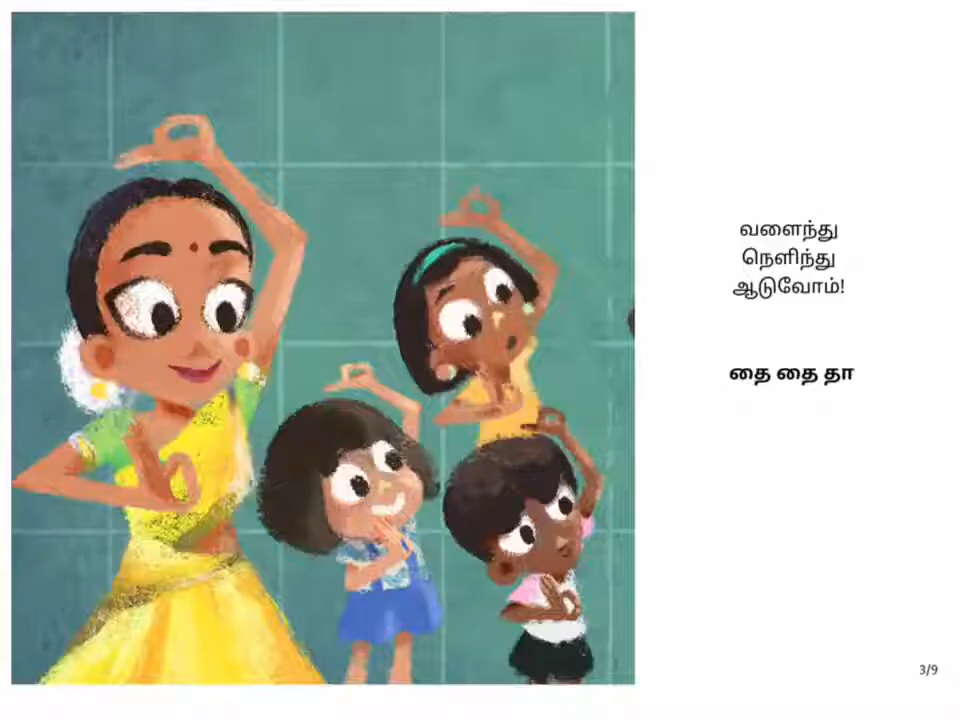 வளைந்து
நெளிந்து
ஆடுவோம்!
தை தை தா
3/9